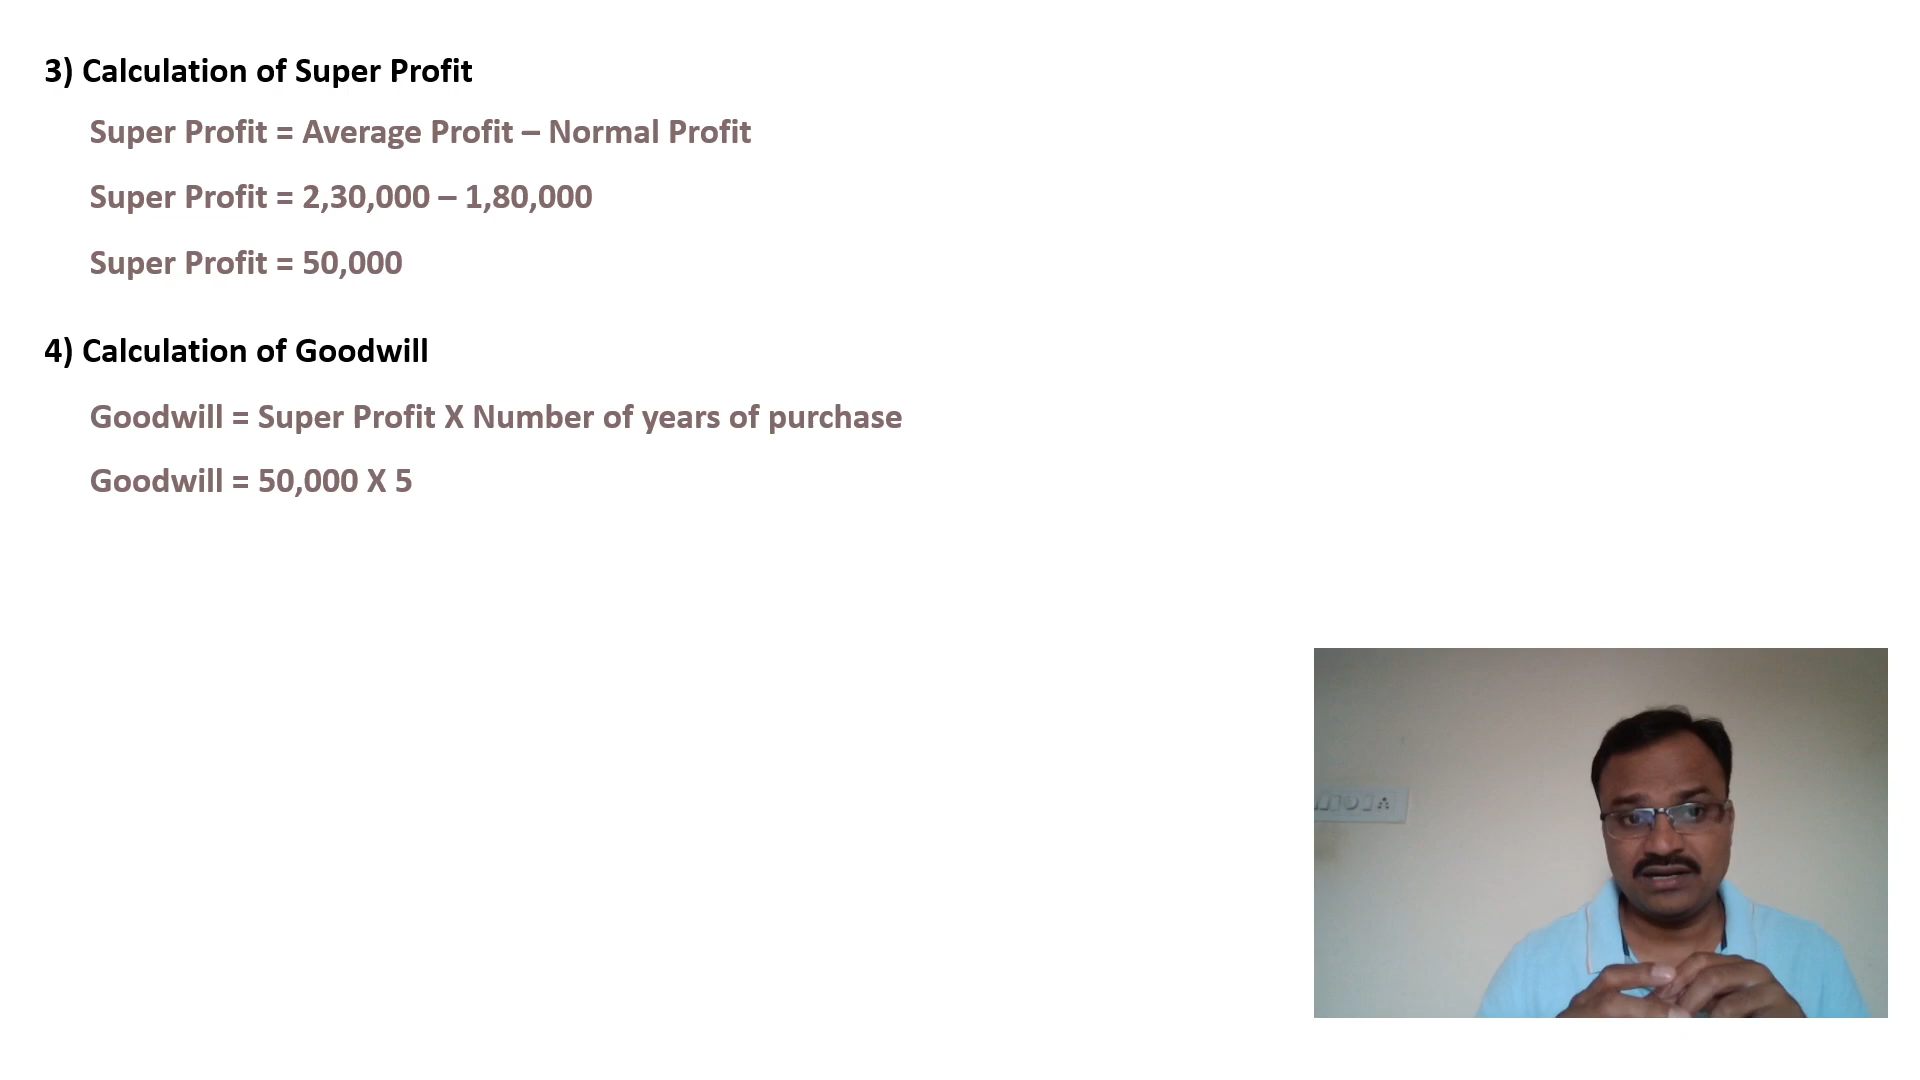 3) Calculation of Super Profit
Super Profit = Average Profit – Normal Profit
Super Profit = 2,30,000 – 1,80,000
Super Profit = 50,000
4) Calculation of Goodwill
Goodwill = Super Profit X Number of years of purchase
Goodwill = 50,000 X 5